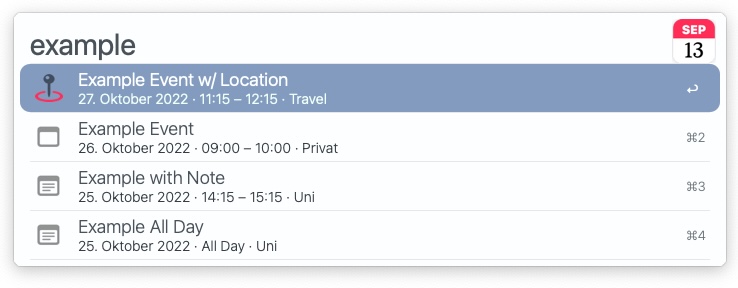 example
SEP
13
Example Event w/ Location
27. Oktober 2022 · 11:15 – 12:15 · Travel
↩
Example Event
26. Oktober 2022 · 09:00 – 10:00 · Privat
⌘2
Example with Note
25. Oktober 2022 · 14:15 – 15:15 · Uni
⌘3
Example All Day
25. Oktober 2022 · All Day · Uni
⌘4